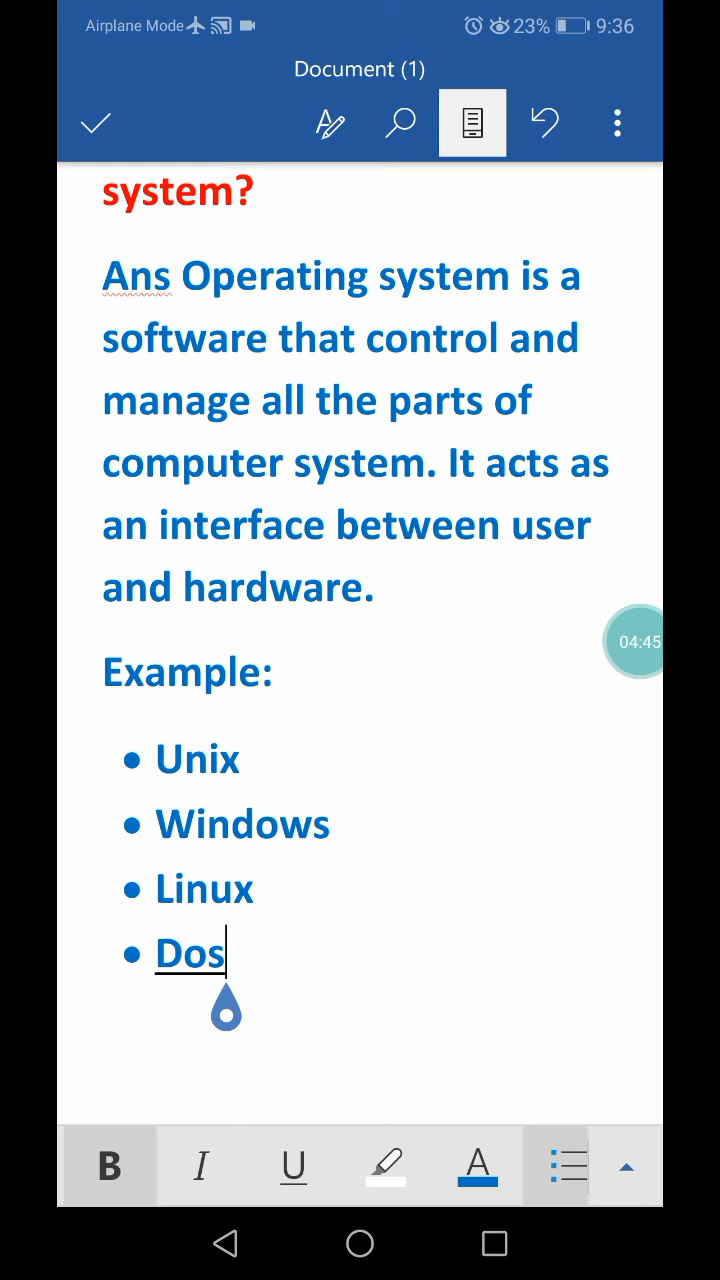 Airplane Mode 23% 9:36
Document (1)
system?
Ans Operating system is a
software that control and
manage all the parts of
computer system. It acts as
an interface between user
and hardware.
04:45
Example:
• Unix
• Windows
• Linux
• Dos
B I U A